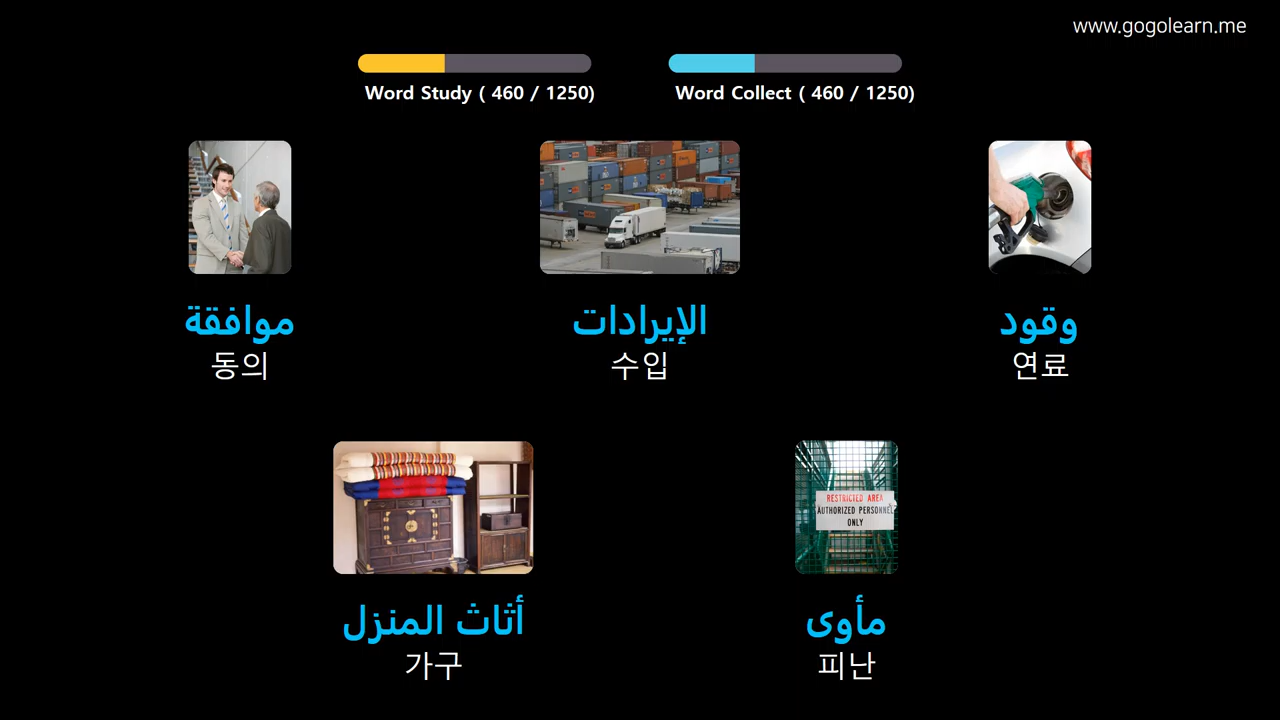 www.gogolearn.me
Word Study ( 460 / 1250)
Word Collect ( 460 / 1250)
موافقة
동의
الإيرادات
수입
وقود
연료
RESTRICTED AREA
AUTHORIZED PERSONNEL
ONLY
أثاث المنزل
가구
مأوى
피난